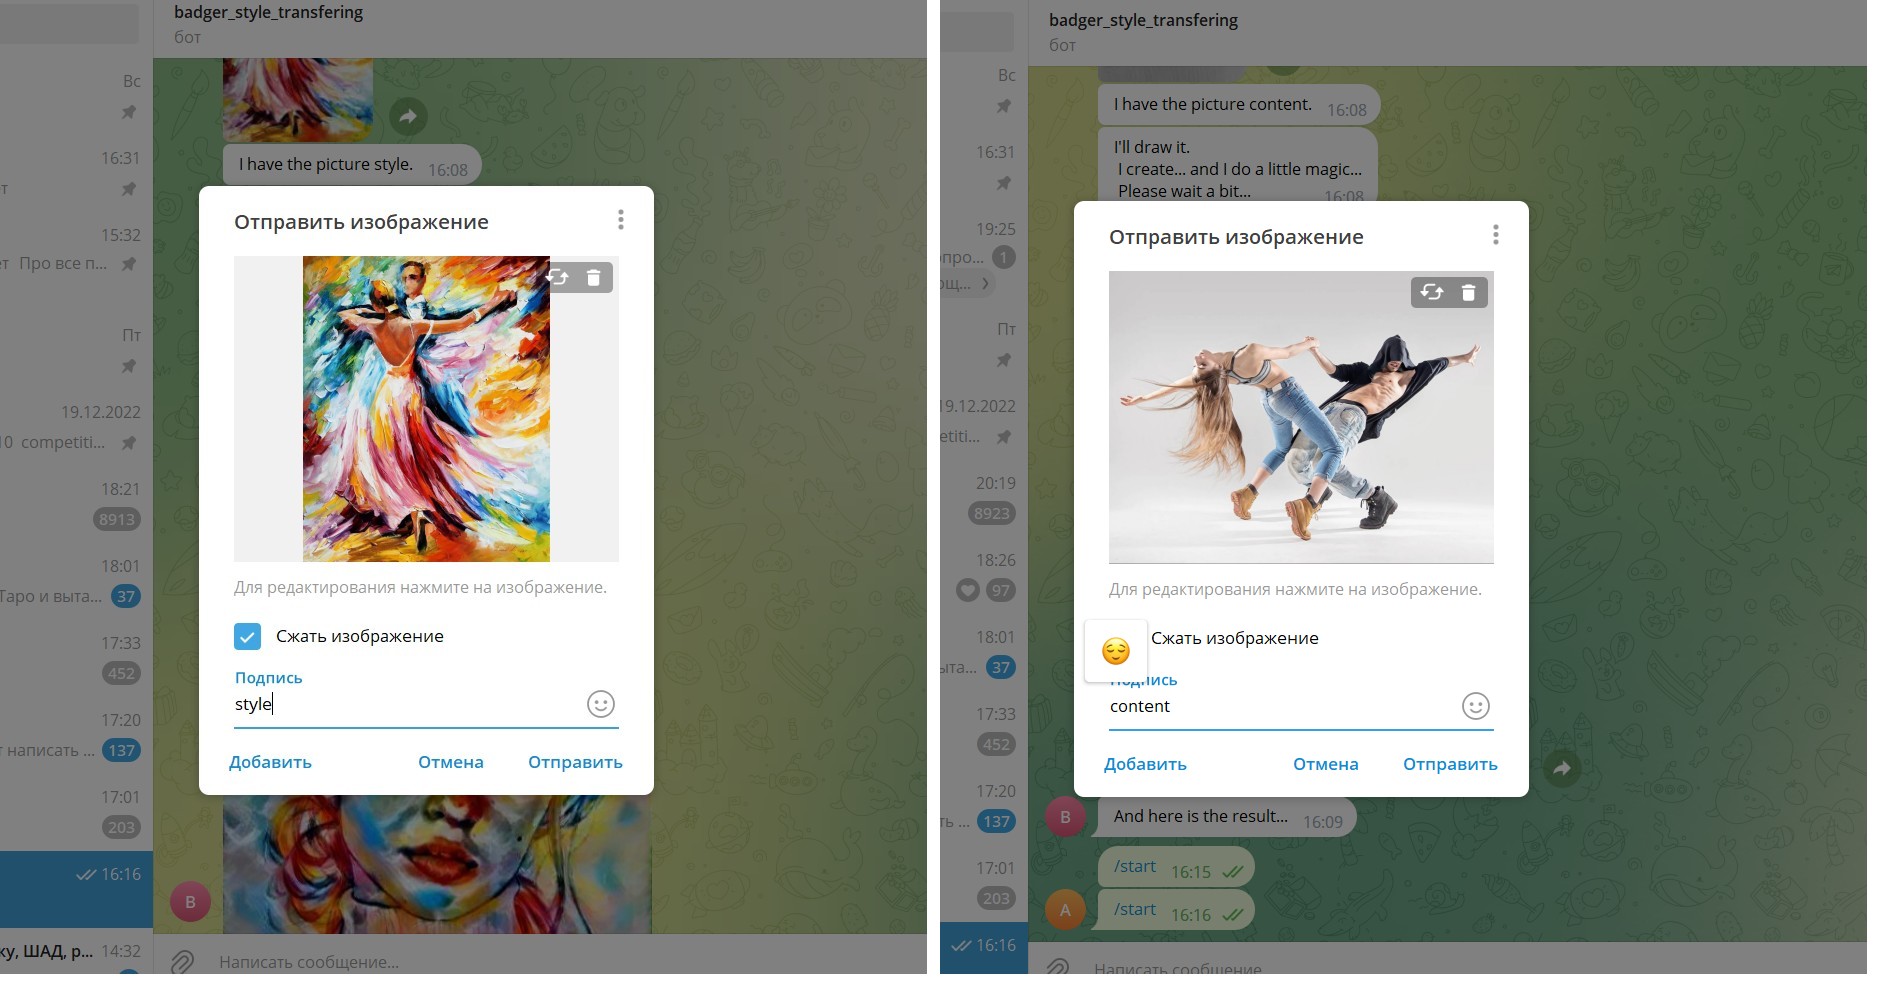 badger_style_transfering
бот
Вс
16:31
т
15:32
ет Про все п...
Пт
19.12.2022
10 competiti...
18:21
8913
18:01
Таро и выта...
37
17:33
452
17:20
т написать ...
137
17:01
203
16:16
ку, ШАД, р...
14:32
I have the picture style. 16:08
Отправить изображение
Для редактирования нажмите на изображение.
Сжать изображение
Подпись
style
Добавить
Отмена
Отправить
B
Написать сообщение...
badger_style_transfering
бот
Вс
16:31
19:25
опро...
1
ощ...
Пт
19.12.2022
etiti...
20:19
8923
18:26
97
18:01
ыта...
37
17:33
452
17:20
ть ...
137
17:01
203
16:16
I have the picture content. 16:08
I'll draw it.
I create... and I do a little magic...
Please wait a bit...
16:08
Отправить изображение
Для редактирования нажмите на изображение.
Сжать изображение
Подпись
content
Добавить
Отмена
Отправить
B
And here is the result... 16:09
/start 16:15
A
/start 16:16
Написать сообщение